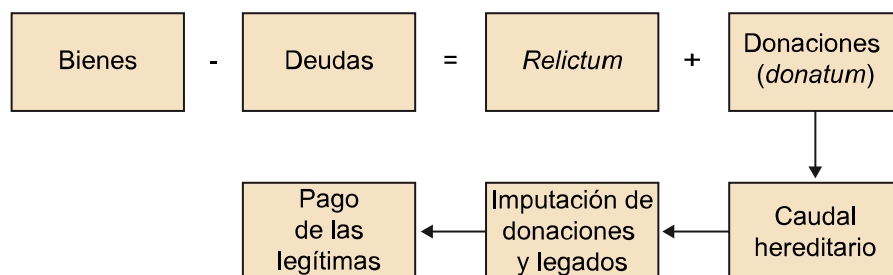 Bienes - Deudas = Relictum + Donaciones
(donatum)
Pago
de las
legítimas
Imputación de
donaciones
y legados
Caudal
hereditario